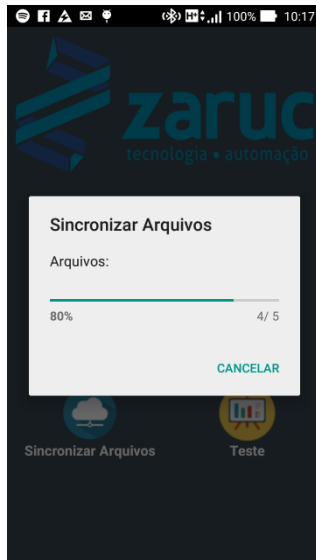 H+ 100% 10:17
zaruc
tecnologia • automação
Sincronizar Arquivos
Arquivos:
80% 4/ 5
CANCELAR
Sincronizar Arquivos Teste